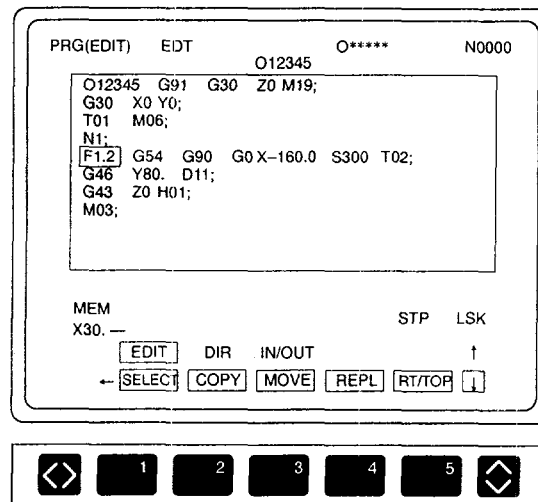 PRG(EDIT) EDT O***** N0000
O12345
O12345 G91 G30 Z0 M19;
G30 X0 Y0;
T01 M06;
N1;
F1.2 G54 G90 G0 X–160.0 S300 T02;
G46 Y80. D11;
G43 Z0 H01;
M03;
MEM STP LSK
X30. —
EDIT DIR IN/OUT ↑
← SELECT COPY MOVE REPL RT/TOP ↓
1 2 3 4 5